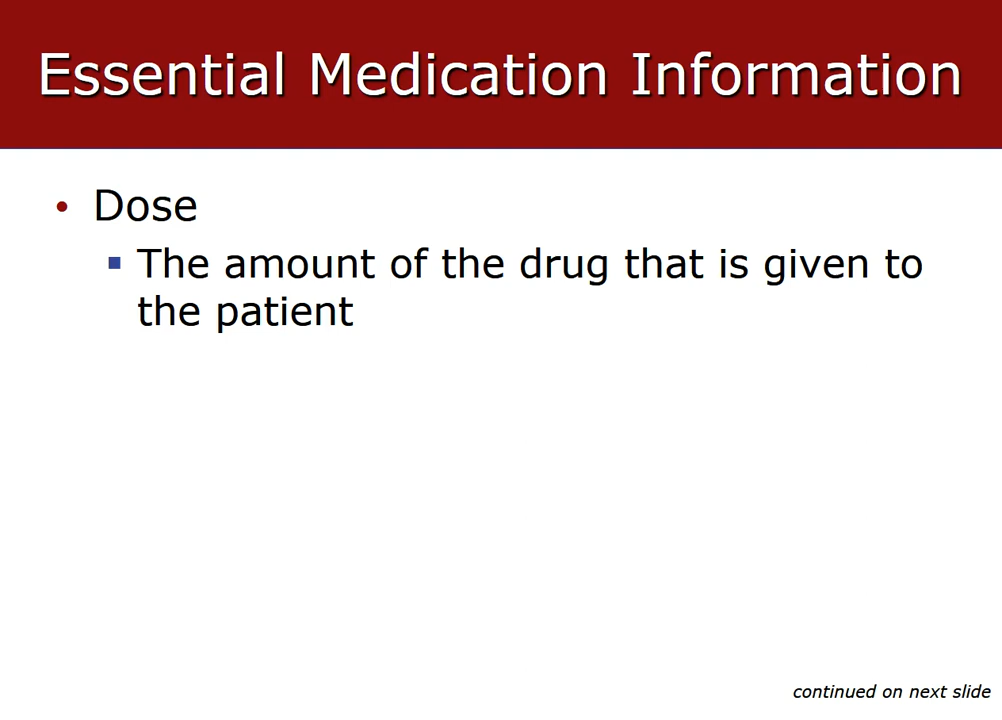 Essential Medication Information
• Dose
▪ The amount of the drug that is given to
the patient
continued on next slide